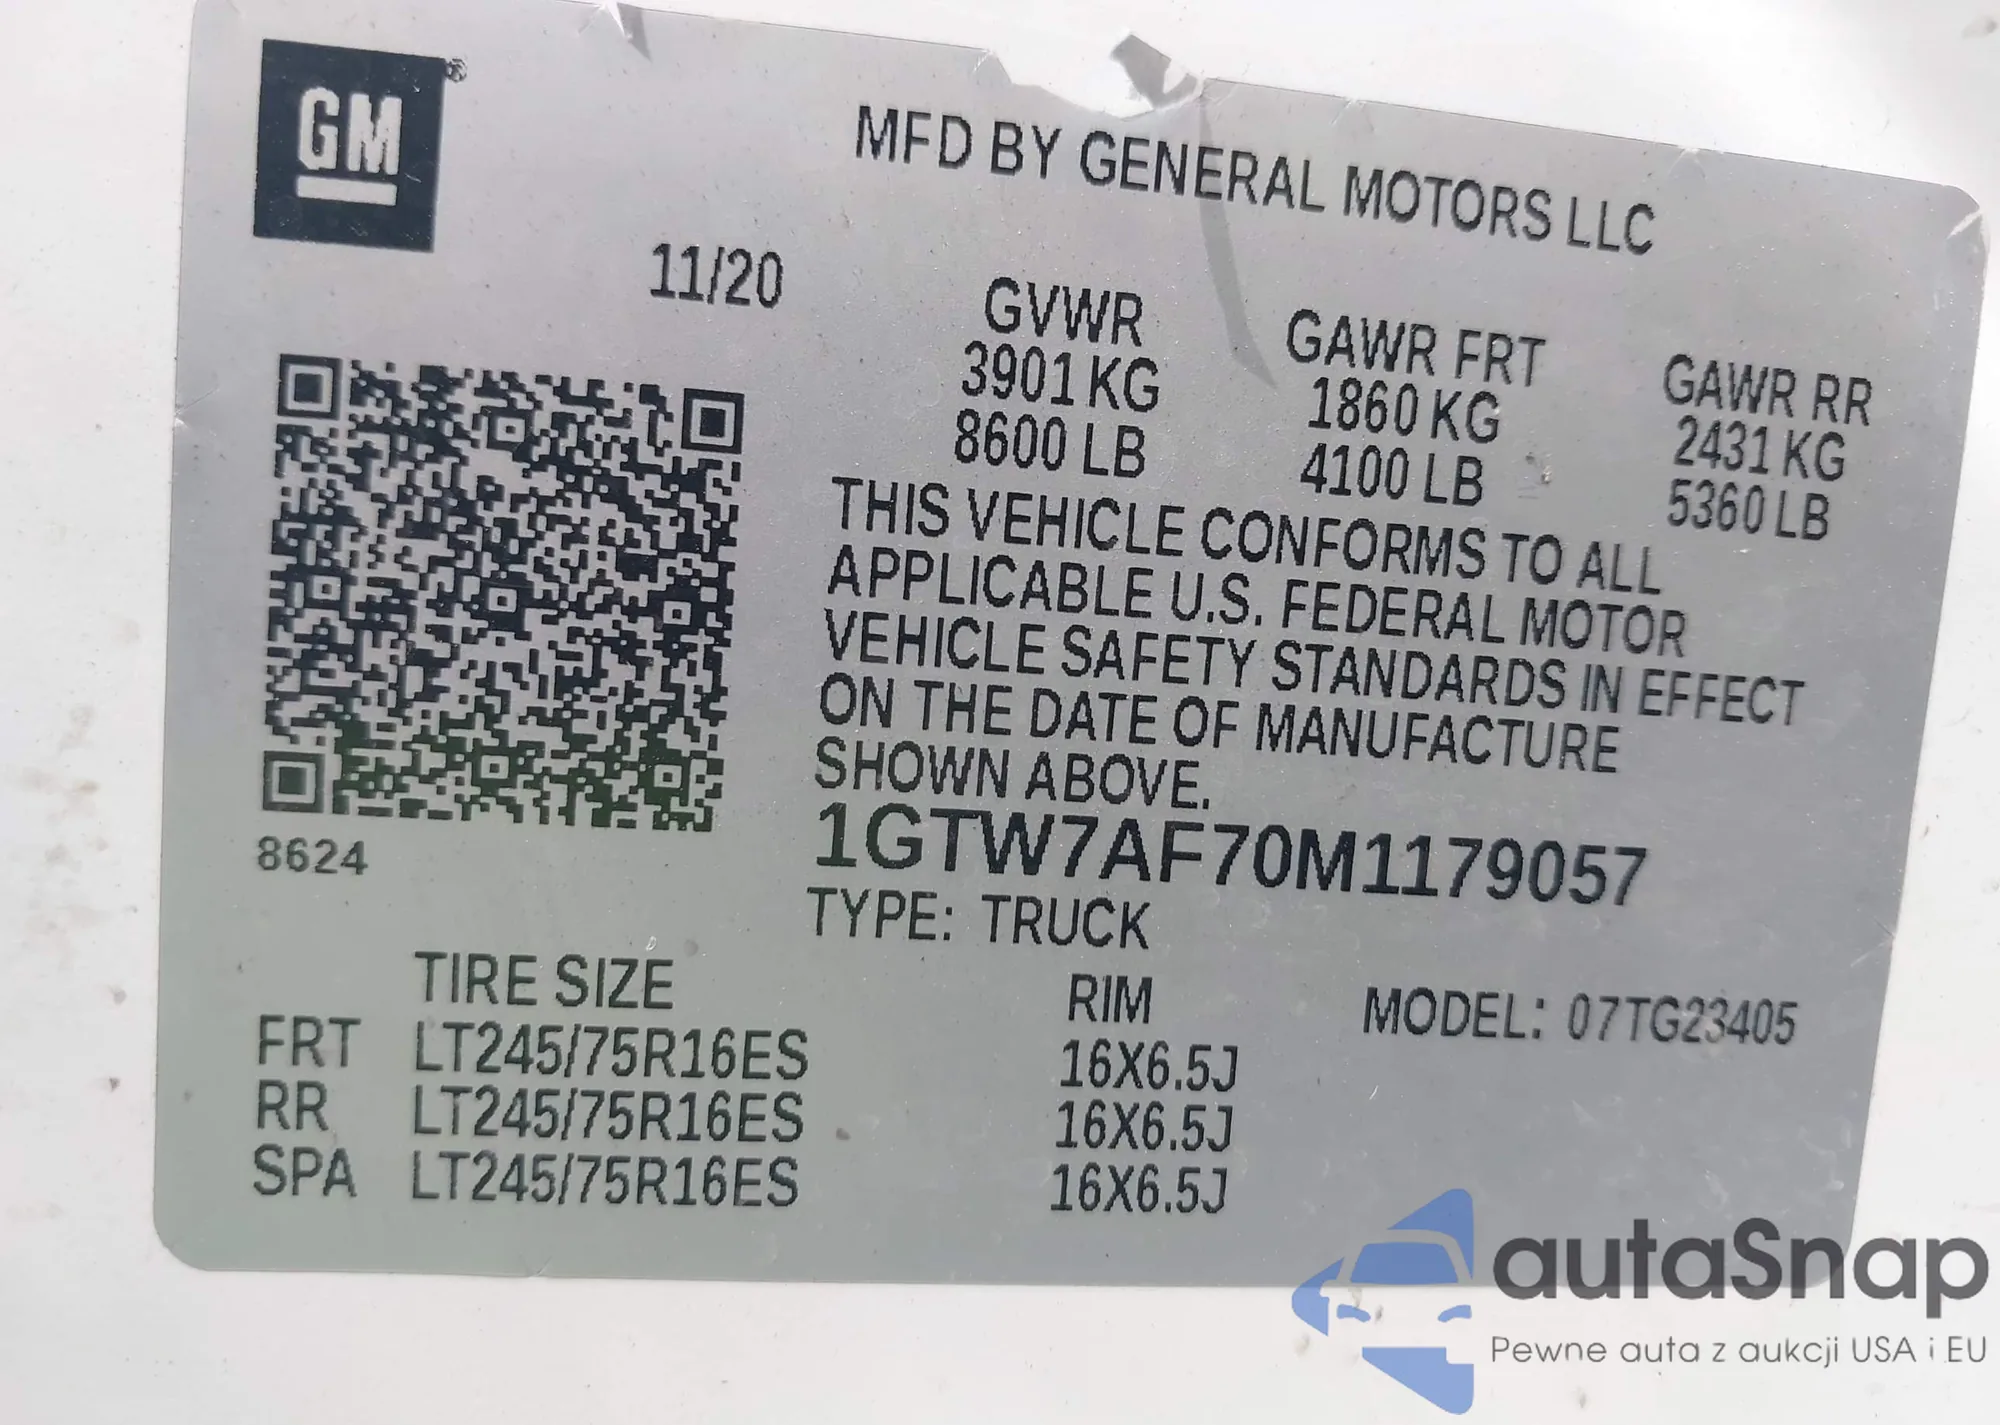 GM®
MFD BY GENERAL MOTORS LLC
11/20
GVWR GAWR FRT GAWR RR
3901 KG 1860 KG 2431 KG
8600 LB 4100 LB 5360 LB
THIS VEHICLE CONFORMS TO ALL
APPLICABLE U.S. FEDERAL MOTOR
VEHICLE SAFETY STANDARDS IN EFFECT
ON THE DATE OF MANUFACTURE
SHOWN ABOVE.
1GTW7AF70M1179057
8624
TYPE: TRUCK
TIRE SIZE RIM MODEL: 07TG23405
FRT LT245/75R16ES 16X6.5J
RR LT245/75R16ES 16X6.5J
SPA LT245/75R16ES 16X6.5J
autaSnap
Pewne auta z aukcji USA i EU